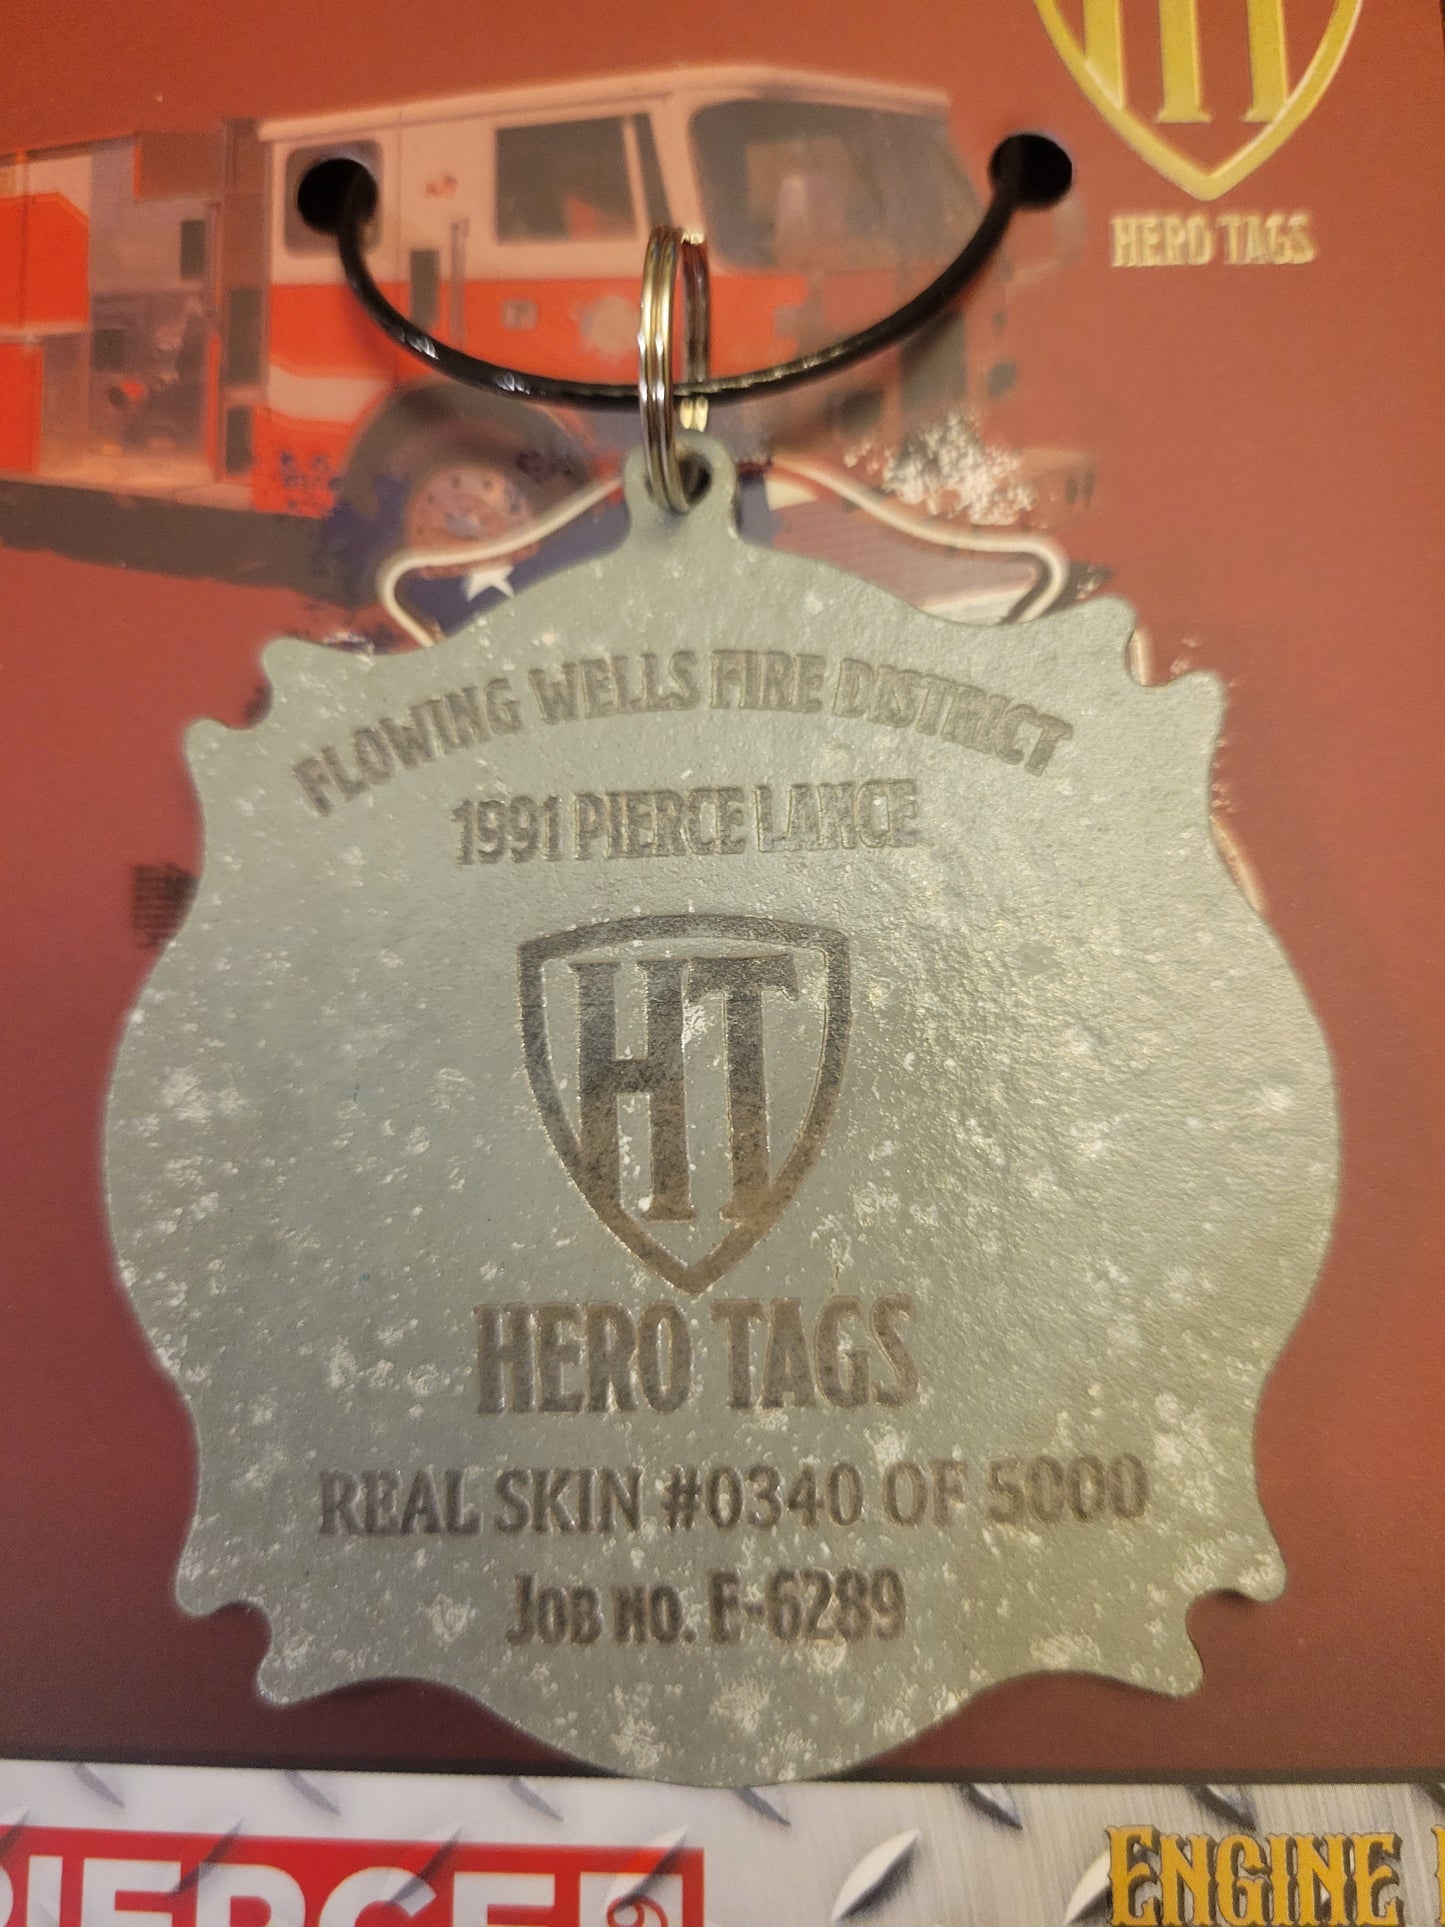 HT
HERO TAGS
FLOWING WELLS FIRE DISTRICT
1991 PIERCE LANCE
HT
HERO TAGS
REAL SKIN #0340 OF 5000
JOB NO. E-6289
PIERCE
ENGINE